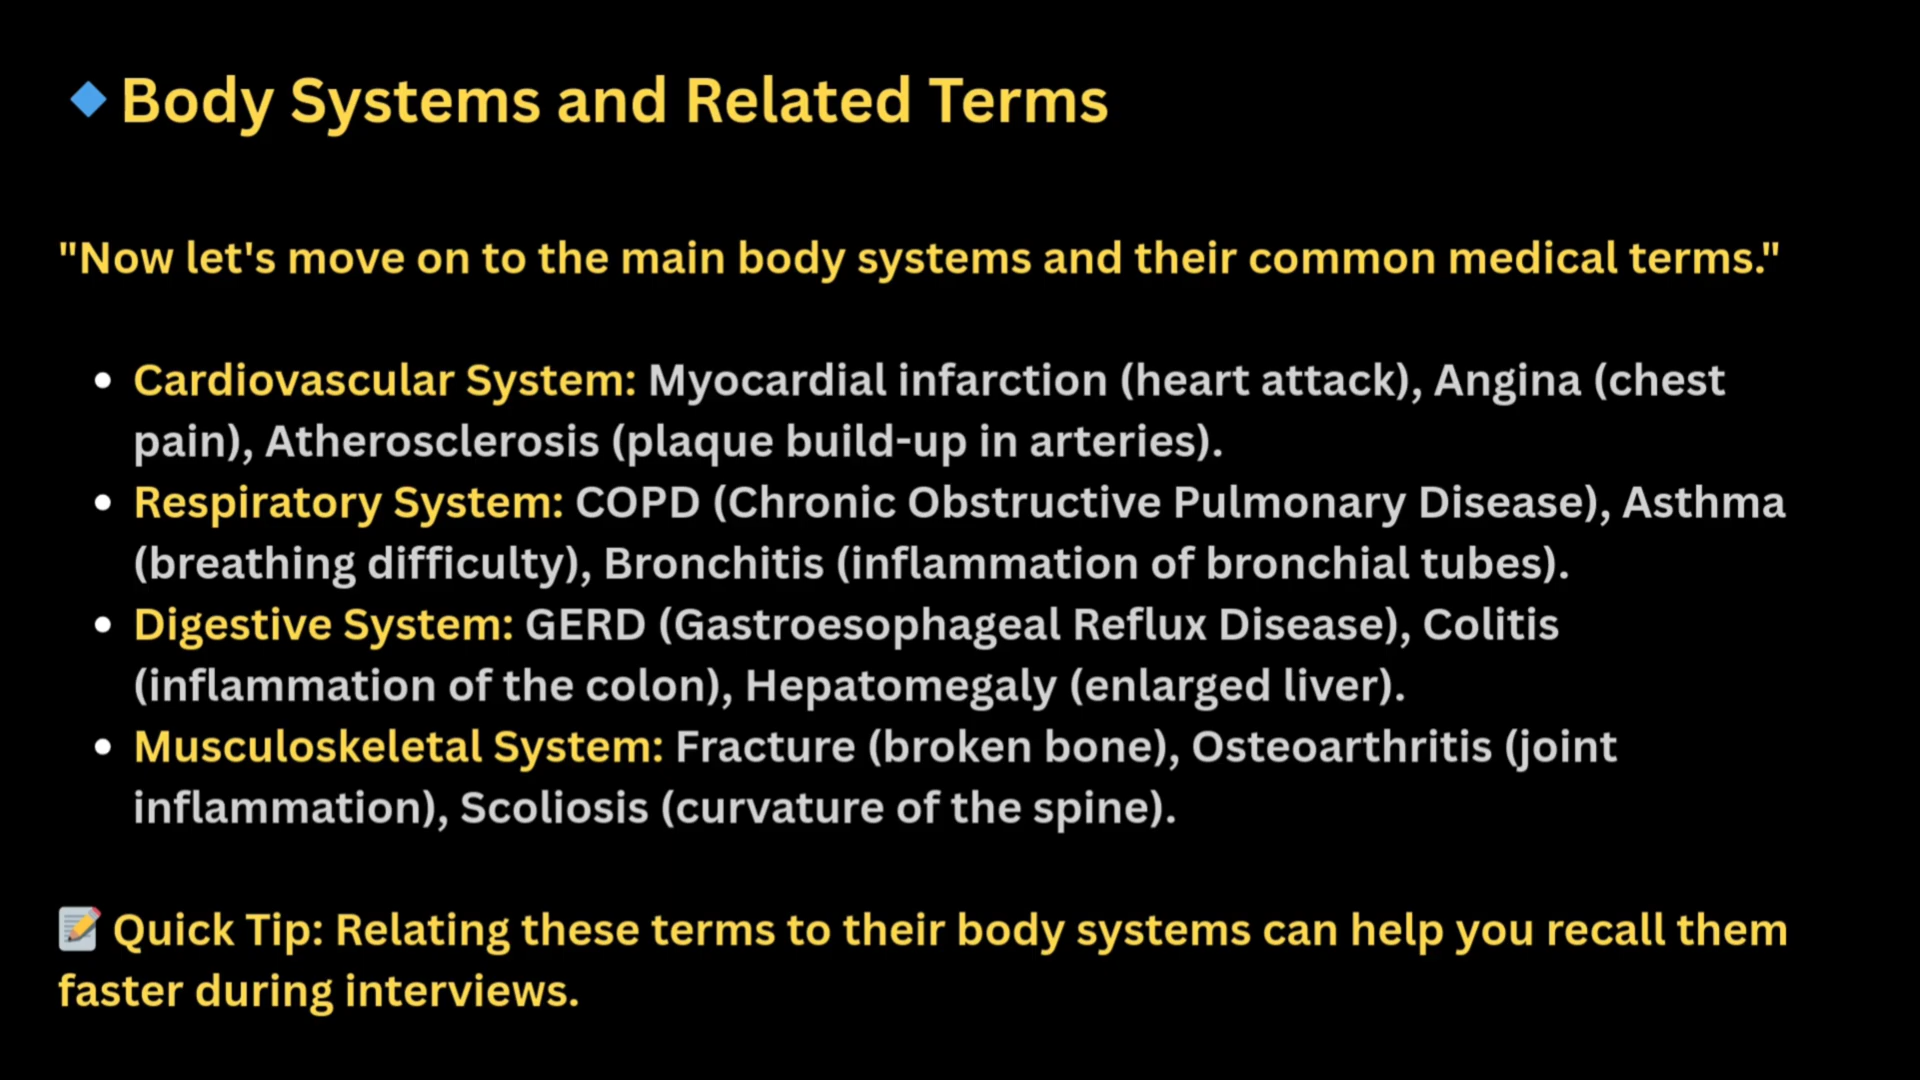 Body Systems and Related Terms
"Now let's move on to the main body systems and their common medical terms."
• Cardiovascular System: Myocardial infarction (heart attack), Angina (chest
pain), Atherosclerosis (plaque build-up in arteries).
• Respiratory System: COPD (Chronic Obstructive Pulmonary Disease), Asthma
(breathing difficulty), Bronchitis (inflammation of bronchial tubes).
• Digestive System: GERD (Gastroesophageal Reflux Disease), Colitis
(inflammation of the colon), Hepatomegaly (enlarged liver).
• Musculoskeletal System: Fracture (broken bone), Osteoarthritis (joint
inflammation), Scoliosis (curvature of the spine).
Quick Tip: Relating these terms to their body systems can help you recall them
faster during interviews.